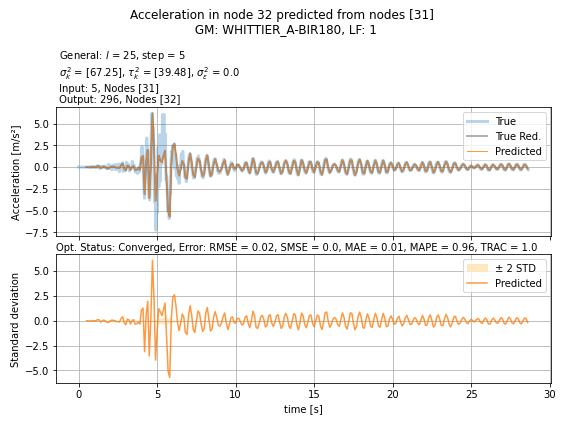 Acceleration in node 32 predicted from nodes [31]
GM: WHITTIER_A-BIR180, LF: 1
General: l = 25, step = 5
σ²ₖ = [67.25], τ²ₖ = [39.48], σ²ε = 0.0
Input: 5, Nodes [31]
Output: 296, Nodes [32]
Acceleration [m/s²]
5.0
2.5
0.0
−2.5
−5.0
−7.5
True
True Red.
Predicted
Opt. Status: Converged, Error: RMSE = 0.02, SMSE = 0.0, MAE = 0.01, MAPE = 0.96, TRAC = 1.0
Standard deviation
5.0
2.5
0.0
−2.5
−5.0
± 2 STD
Predicted
0 5 10 15 20 25 30
time [s]